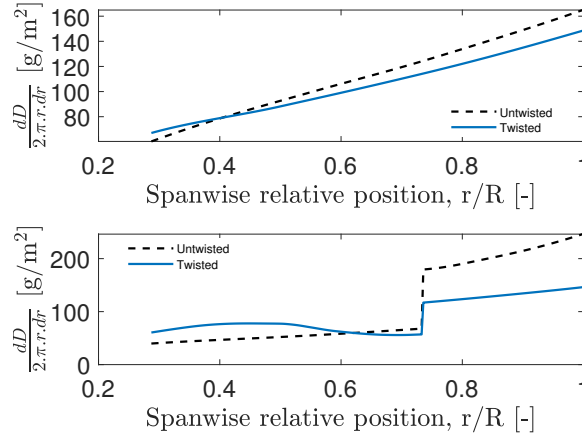 160
140
120
100
80
dD
2.π.r.dr [g/m²]
Untwisted
Twisted
0.2 0.4 0.6 0.8 1
Spanwise relative position, r/R [-]
200
100
0
dD
2.π.r.dr [g/m²]
Untwisted
Twisted
0.2 0.4 0.6 0.8 1
Spanwise relative position, r/R [-]